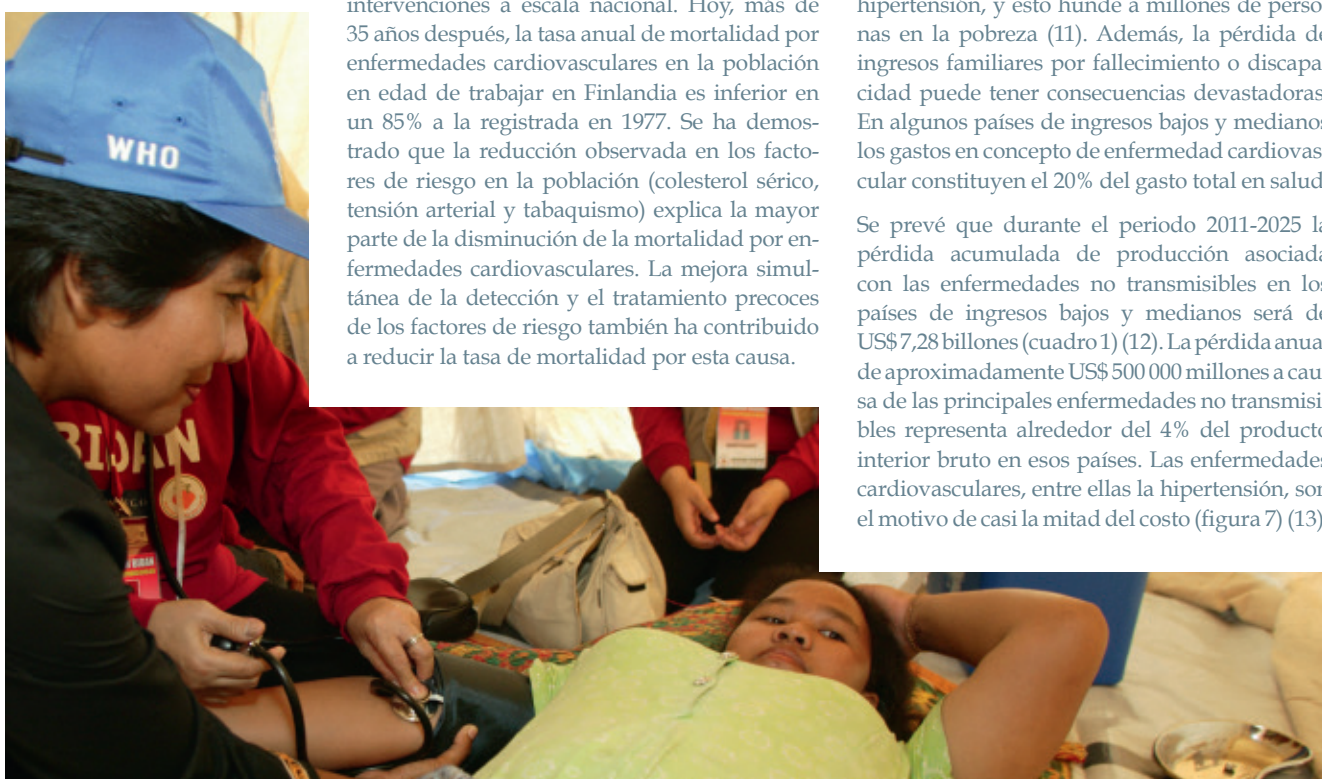 intervenciones a escala nacional. Hoy, más de
35 años después, la tasa anual de mortalidad por
enfermedades cardiovasculares en la población
en edad de trabajar en Finlandia es inferior en
un 85% a la registrada en 1977. Se ha demos-
trado que la reducción observada en los facto-
res de riesgo en la población (colesterol sérico,
tensión arterial y tabaquismo) explica la mayor
parte de la disminución de la mortalidad por en-
fermedades cardiovasculares. La mejora simul-
tánea de la detección y el tratamiento precoces
de los factores de riesgo también ha contribuido
a reducir la tasa de mortalidad por esta causa.
hipertensión, y esto hunde a millones de perso
nas en la pobreza (11). Además, la pérdida de
ingresos familiares por fallecimiento o discapa
cidad puede tener consecuencias devastadoras
En algunos países de ingresos bajos y medianos
los gastos en concepto de enfermedad cardiovas
cular constituyen el 20% del gasto total en salud
Se prevé que durante el periodo 2011-2025 la
pérdida acumulada de producción asociada
con las enfermedades no transmisibles en los
países de ingresos bajos y medianos será de
US$ 7,28 billones (cuadro 1) (12). La pérdida anua
de aproximadamente US$ 500 000 millones a cau
sa de las principales enfermedades no transmisi
bles representa alrédedor del 4% del producto
interior bruto en esos países. Las enfermedades
cardiovasculares, entre ellas la hipertensión, son
el motivo de casi la mitad del costo (figura 7) (13)
WHO
BIDAN